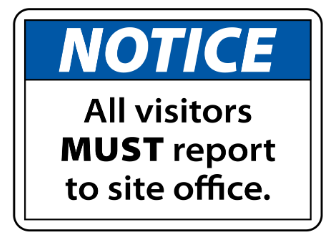 NOTICE
All visitors
MUST report
to site office.